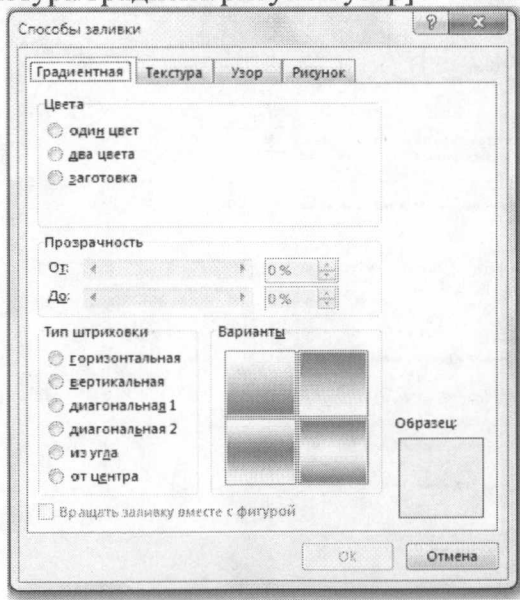 Способы заливки
Градиентная Текстура Узор Рисунок
Цвета
один цвет
два цвета
заготовка
Прозрачность
От: 0 %
До: 0 %
Тип штриховки Варианты
горизонтальная
вертикальная
диагональная 1
диагональная 2
из угла
от центра
Образец:
Вращать заливку вместе с фигурой
ОК Отмена